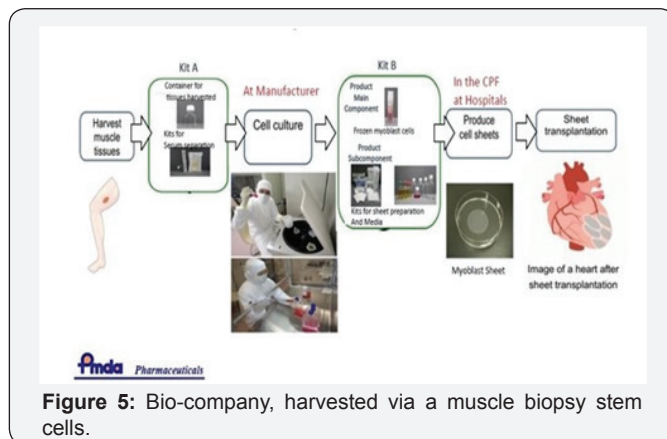 Kit A
Container for
tissues harvested
Kits for
Serum separation
Harvest
muscle
tissues
At Manufacturer
Cell culture
Kit B
Product
Main
Component
Frozen myoblast cells
Product
Subcomponent
Kits for sheet preparation
And Media
In the CPF
at Hospitals
Produce
cell sheets
Myoblast Sheet
Sheet
transplantation
Image of a heart after
sheet transplantation
Pmda Pharmaceuticals
Figure 5: Bio-company, harvested via a muscle biopsy stem
cells.